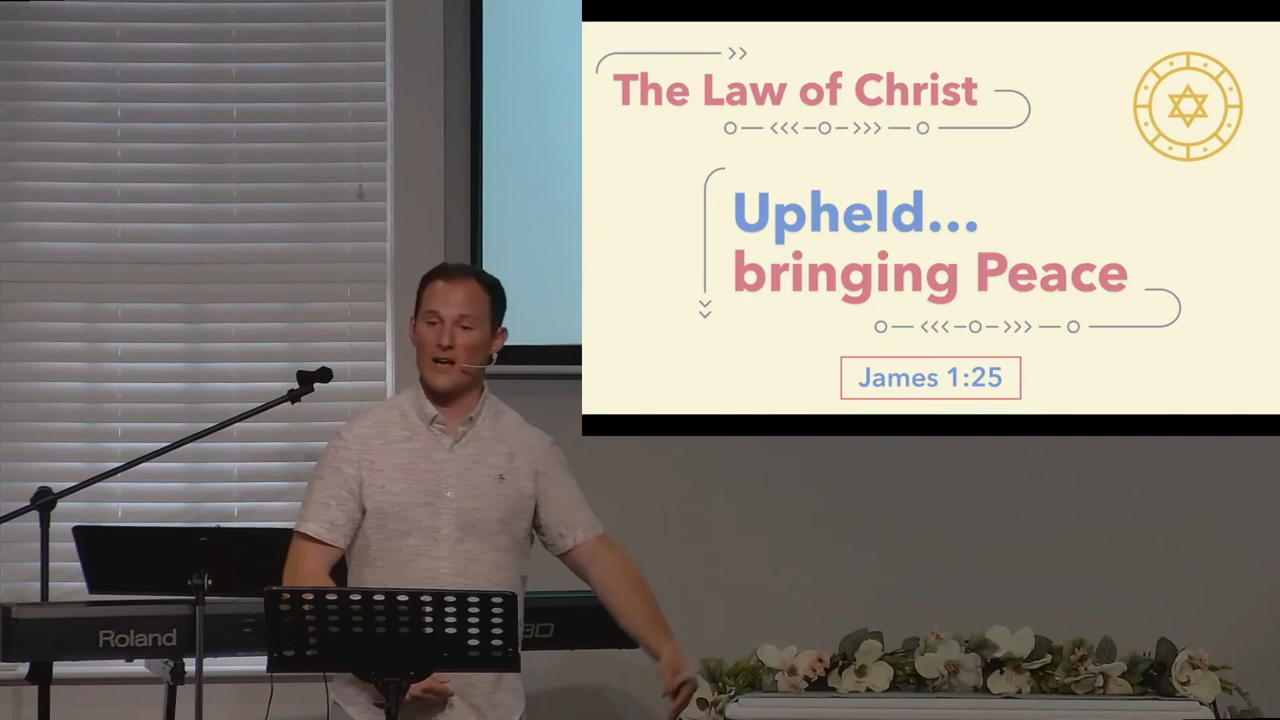 The Law of Christ
Upheld...
bringing Peace
James 1:25
Roland